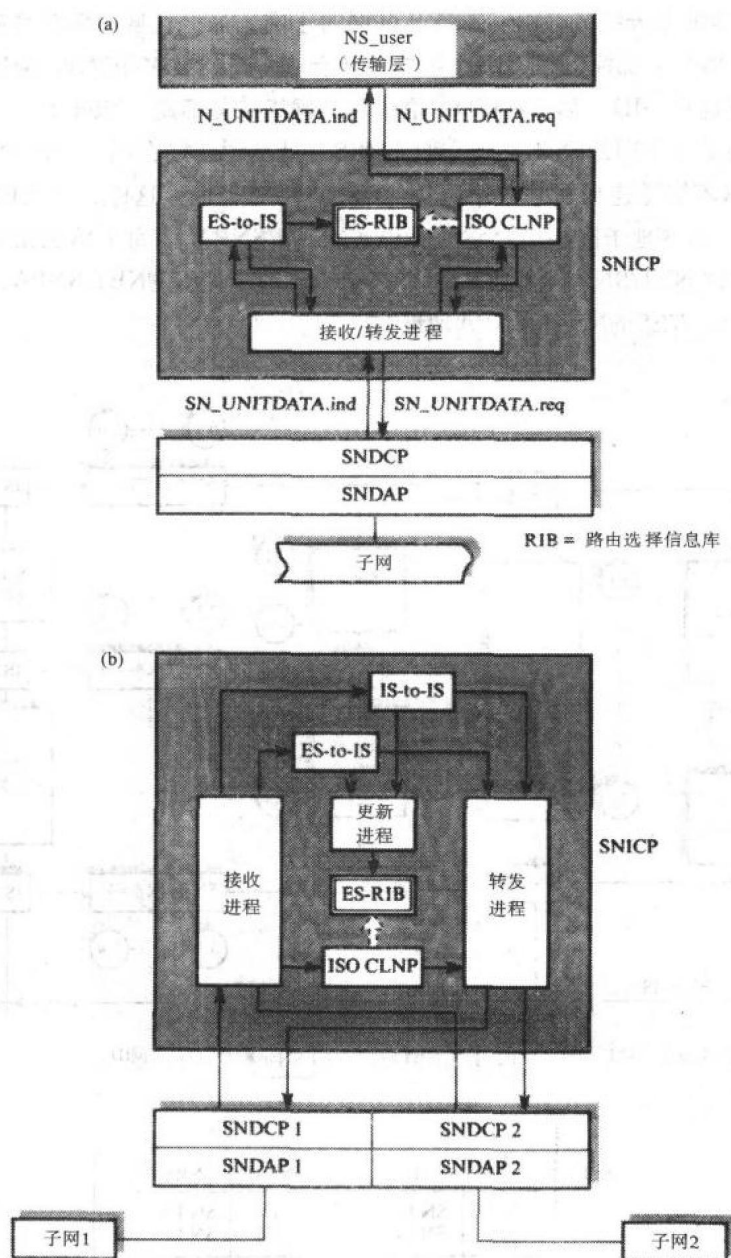 (a)
NS_user
(传输层)
N_UNITDATA.ind N_UNITDATA.req
ES-to-IS ES-RIB ISO CLNP
SNICP
接收/转发进程
SN_UNITDATA.ind SN_UNITDATA.req
SNDCP
SNDAP
RIB = 路由选择信息库
子网
(b)
IS-to-IS
ES-to-IS
更新
进程
SNICP
接收
进程
ES-RIB
转发
进程
ISO CLNP
SNDCP 1 SNDCP 2
SNDAP 1 SNDAP 2
子网1 子网2